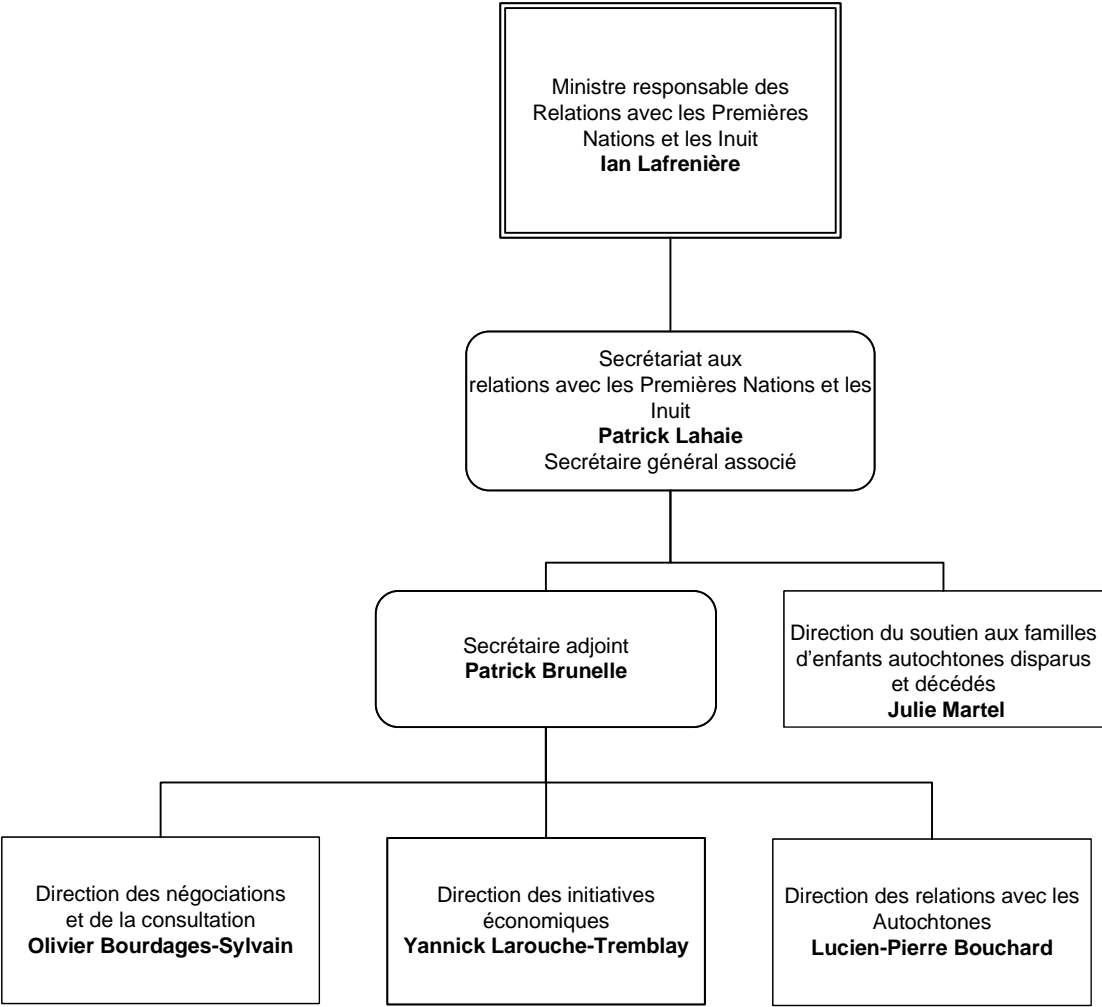 Ministre responsable des
Relations avec les Premières
Nations et les Inuit
Ian Lafrenière
Secrétariat aux
relations avec les Premières Nations et les
Inuit
Patrick Lahaie
Secrétaire général associé
Secrétaire adjoint
Patrick Brunelle
Direction du soutien aux familles
d'enfants autochtones disparus
et décédés
Julie Martel
Direction des négociations
et de la consultation
Olivier Bourdages-Sylvain
Direction des initiatives
économiques
Yannick Larouche-Tremblay
Direction des relations avec les
Autochtones
Lucien-Pierre Bouchard